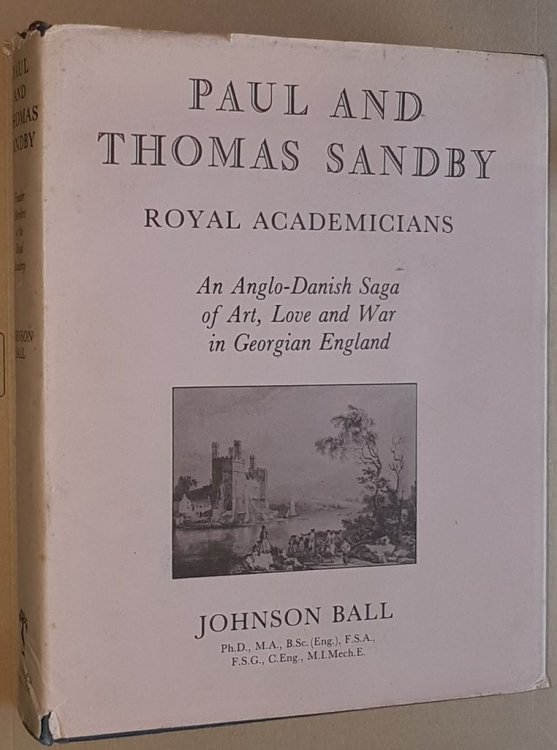 PAUL AND
THOMAS SANDBY
ROYAL ACADEMICIANS
An Anglo-Danish Saga
of Art, Love and War
in Georgian England
JOHNSON BALL
Ph.D., M.A., B.Sc. (Eng.), F.S.A.,
F.S.G., C.Eng., M.I.Mech.E.
PAUL
AND
THOMAS
SANDBY
JOHNSON
BALL